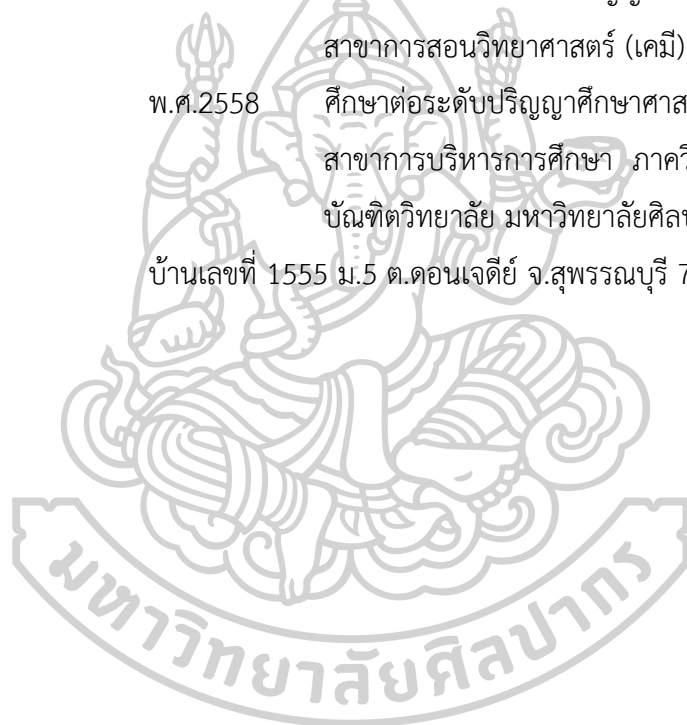 สาขาการสอนวิทยาศาสตร์ (เคมี)
พ.ศ.2558 ศึกษาต่อระดับปริญญาศึกษาศาส
สาขาการบริหารการศึกษา ภาควิ
บัณฑิตวิทยาลัย มหาวิทยาลัยศิลป
บ้านเลขที่ 1555 ม.5 ต.ดอนเจดีย์ จ.สุพรรณบุรี 7
มหาวิทยาลัยศิลปากร